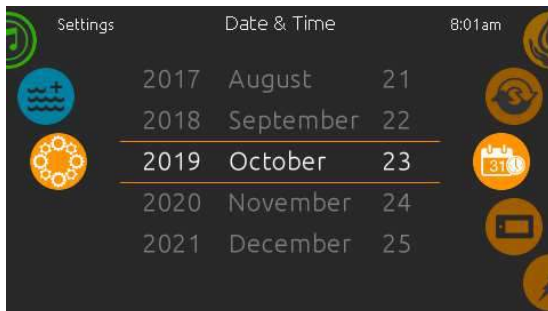 Settings Date & Time 8:01am
2017 August 21
2018 September 22
2019 October 23
31
2020 November 24
2021 December 25